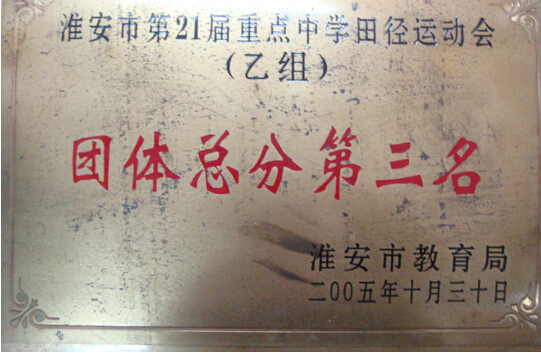 淮安市第21届重点中学田径运动会
（乙组）
团体总分第三名
淮安市教育局
二00五年十月三十日